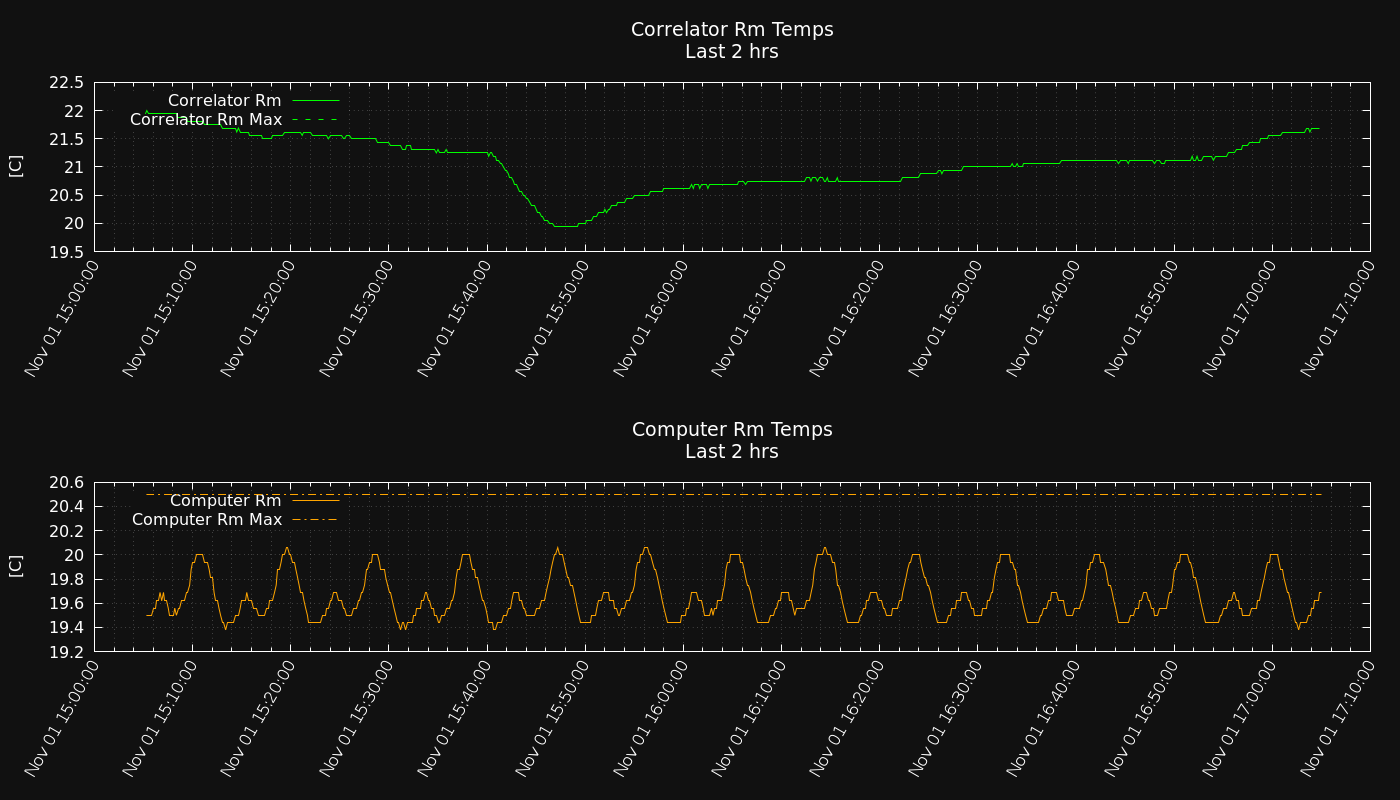 Correlator Rm Temps
Last 2 hrs
22.5
22
21.5
21
20.5
20
19.5
[C]
Correlator Rm
Correlator Rm Max
Nov 01 15:00:00
Nov 01 15:10:00
Nov 01 15:20:00
Nov 01 15:30:00
Nov 01 15:40:00
Nov 01 15:50:00
Nov 01 16:00:00
Nov 01 16:10:00
Nov 01 16:20:00
Nov 01 16:30:00
Nov 01 16:40:00
Nov 01 16:50:00
Nov 01 17:00:00
Nov 01 17:10:00
Computer Rm Temps
Last 2 hrs
20.6
20.4
20.2
20
19.8
19.6
19.4
19.2
[C]
Computer Rm
Computer Rm Max
Nov 01 15:00:00
Nov 01 15:10:00
Nov 01 15:20:00
Nov 01 15:30:00
Nov 01 15:40:00
Nov 01 15:50:00
Nov 01 16:00:00
Nov 01 16:10:00
Nov 01 16:20:00
Nov 01 16:30:00
Nov 01 16:40:00
Nov 01 16:50:00
Nov 01 17:00:00
Nov 01 17:10:00